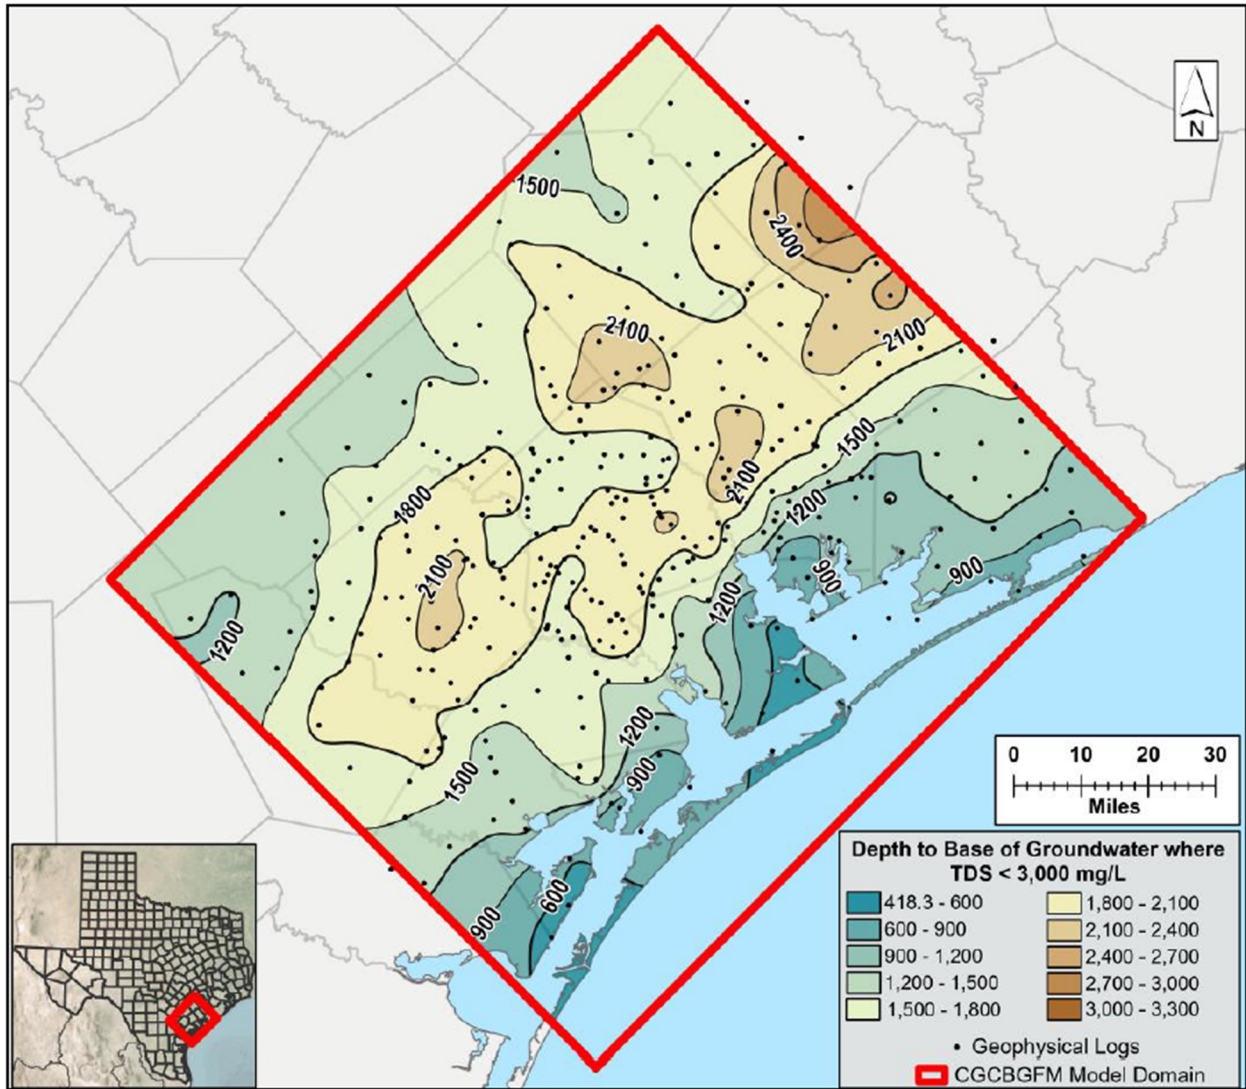 N
1500
2400
2100
2100
1500
2100
1800
1200
900
900
2100
1200
1200
1200
900
1500
600
900
0 10 20 30
Miles
Depth to Base of Groundwater where
TDS < 3,000 mg/L
418.3 - 600 1,800 - 2,100
600 - 900 2,100 - 2,400
900 - 1,200 2,400 - 2,700
1,200 - 1,500 2,700 - 3,000
1,500 - 1,800 3,000 - 3,300
Geophysical Logs
CGCBGFM Model Domain